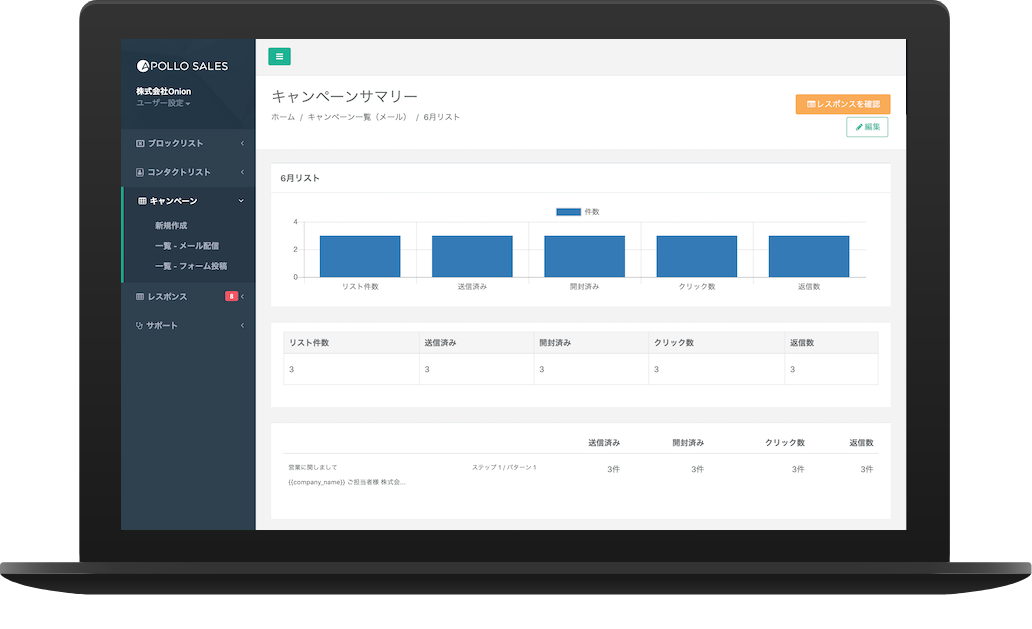 APOLLO SALES
株式会社Onion
ユーザー設定
ブロックリスト
コンタクトリスト
キャンペーン
新規作成
一覧 - メール配信
一覧 - フォーム投稿
レスポンス 8
サポート
キャンペーンサマリー
ホーム / キャンペーン一覧（メール） / 6月リスト
レスポンスを確認
編集
6月リスト
件数
4
2
0
リスト件数 送信済み 開封済み クリック数 返信数
リスト件数 送信済み 開封済み クリック数 返信数
3 3 3 3 3
送信済み 開封済み クリック数 返信数
営業に関しまして ステップ 1 / パターン 1 3件 3件 3件 3件
{{company_name}} ご担当者様 株式会...